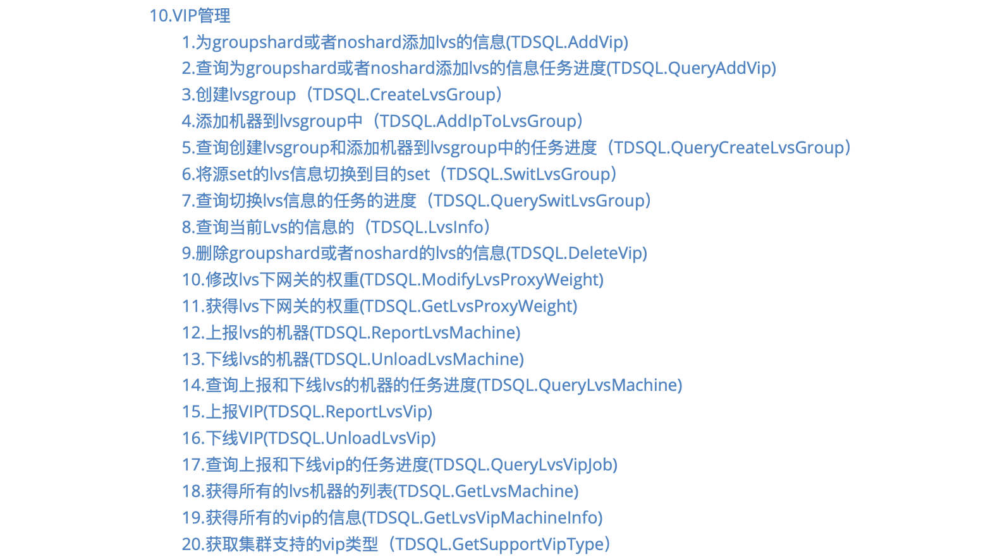 10.VIP管理
1.为groupshard或者noshard添加lvs的信息(TDSQL.AddVip)
2.查询为groupshard或者noshard添加lvs的信息任务进度(TDSQL.QueryAddVip)
3.创建lvsgroup（TDSQL.CreateLvsGroup）
4.添加机器到lvsgroup中（TDSQL.AddIpToLvsGroup）
5.查询创建lvsgroup和添加机器到lvsgroup中的任务进度（TDSQL.QueryCreateLvsGroup）
6.将源set的lvs信息切换到目的set（TDSQL.SwitLvsGroup）
7.查询切换lvs信息的任务的进度（TDSQL.QuerySwitLvsGroup）
8.查询当前Lvs的信息的（TDSQL.LvsInfo）
9.删除groupshard或者noshard的lvs的信息(TDSQL.DeleteVip)
10.修改lvs下网关的权重(TDSQL.ModifyLvsProxyWeight)
11.获得lvs下网关的权重(TDSQL.GetLvsProxyWeight)
12.上报lvs的机器(TDSQL.ReportLvsMachine)
13.下线lvs的机器(TDSQL.UnloadLvsMachine)
14.查询上报和下线lvs的机器的任务进度(TDSQL.QueryLvsMachine)
15.上报VIP(TDSQL.ReportLvsVip)
16.下线VIP(TDSQL.UnloadLvsVip)
17.查询上报和下线vip的任务进度(TDSQL.QueryLvsVipJob)
18.获得所有的lvs机器的列表(TDSQL.GetLvsMachine)
19.获得所有的vip的信息(TDSQL.GetLvsVipMachineInfo)
20.获取集群支持的vip类型（TDSQL.GetSupportVipType）